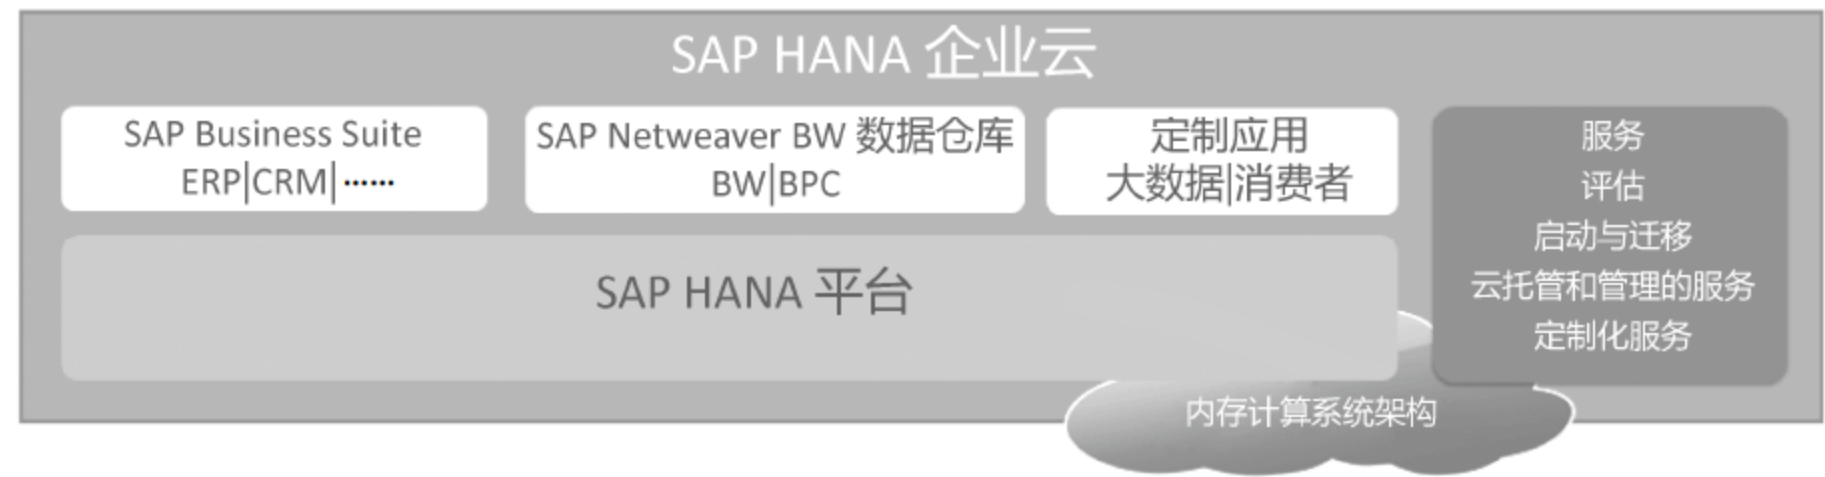 SAP HANA 企业云
SAP Business Suite
ERP|CRM|······
SAP Netweaver BW 数据仓库
BW|BPC
定制应用
大数据|消费者
服务
评估
启动与迁移
云托管和管理的服务
定制化服务
SAP HANA 平台
内存计算系统架构